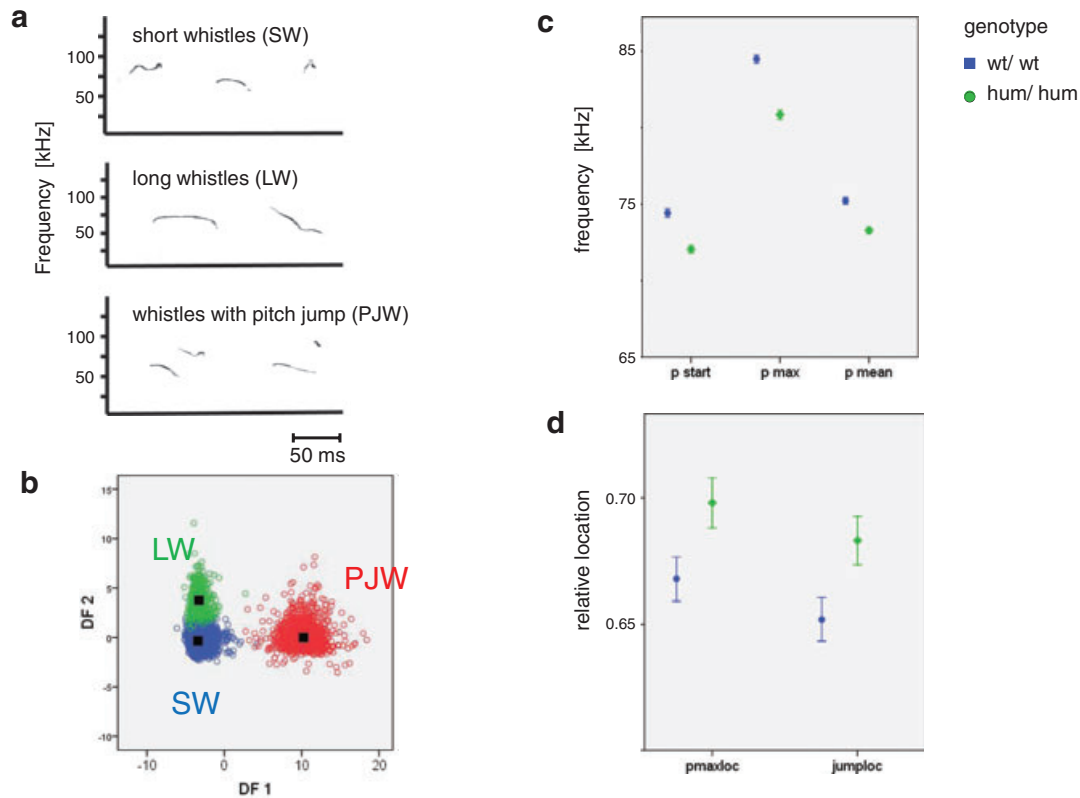 a
short whistles (SW)
100
50
long whistles (LW)
100
50
whistles with pitch jump (PJW)
100
50
Frequency [kHz]
50 ms
b
15
10
5
0
-5
-10
DF 2
LW
PJW
SW
-10
0
10
20
DF 1
c
85
75
65
frequency [kHz]
p start
p max
p mean
genotype
wt/ wt
hum/ hum
d
0.70
0.65
relative location
pmaxloc
jumploc